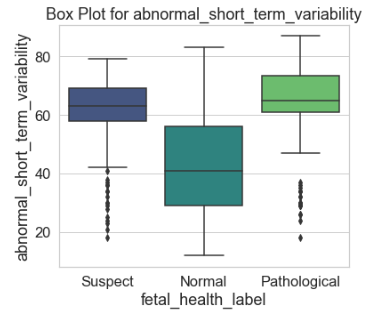 Box Plot for abnormal_short_term_variability
abnormal_short_term_variability
80
60
40
20
Suspect Normal Pathological
fetal_health_label